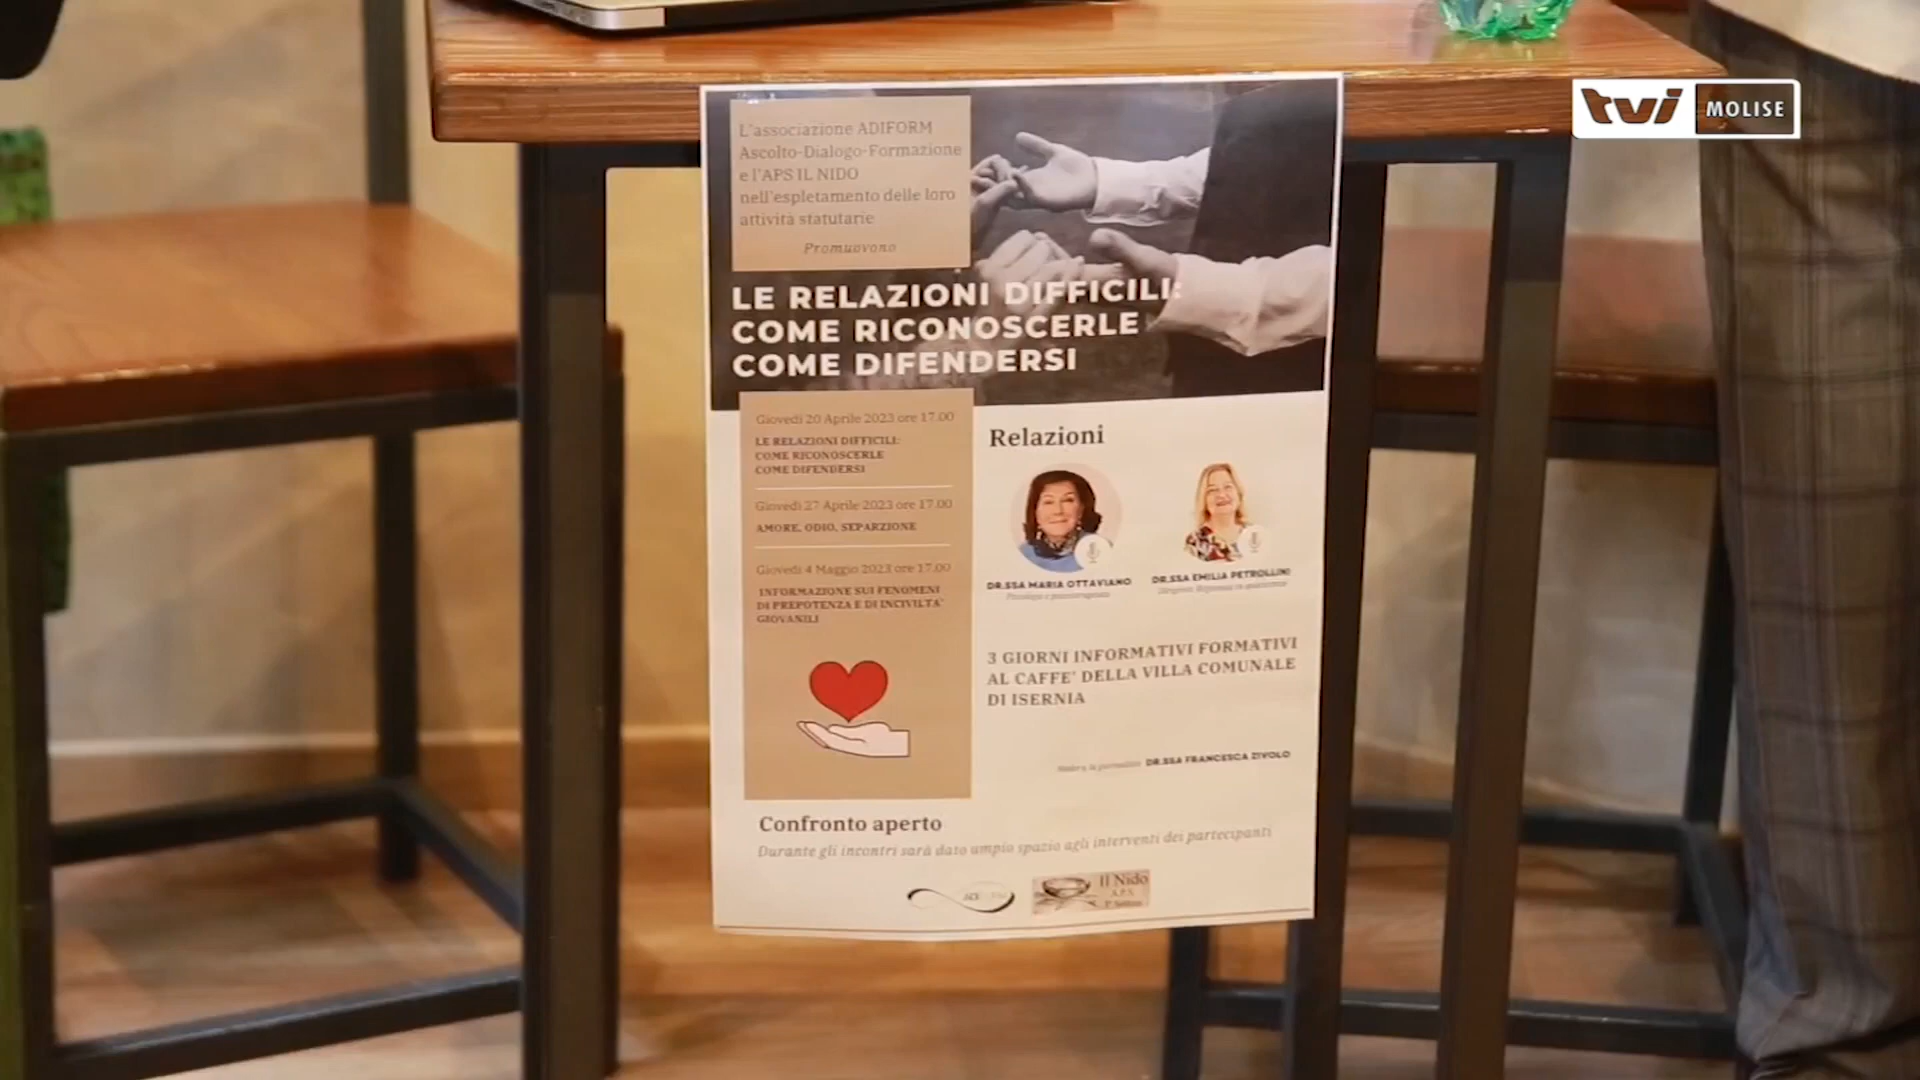 tvi MOLISE
L'associazione ADIFORM
Ascolto-Dialogo-Formazione
e l'APS IL NIDO
nell'espletamento delle loro
attività statutarie
Promuovono
LE RELAZIONI DIFFICILI:
COME RICONOSCERLE
COME DIFENDERSI
Giovedì 20 Aprile 2023 ore 17.00
LE RELAZIONI DIFFICILI:
COME RICONOSCERLE
COME DIFENDERSI
Giovedì 27 Aprile 2023 ore 17.00
AMORE, ODIO, SEPARZIONE
Giovedì 4 Maggio 2023 ore 17.00
INFORMAZIONE SUI FENOMENI
DI PREPOTENZA E DI INCIVILTA'
GIOVANILI
Relazioni
DR.SSA MARIA OTTAVIANO
Psicologa e psicoterapeuta
DR.SSA EMILIA PETROLLINI
3 GIORNI INFORMATIVI FORMATIVI
AL CAFFE' DELLA VILLA COMUNALE
DI ISERNIA
DR.SSA FRANCESCA ZIVOLO
Confronto aperto
Durante gli incontri sarà dato ampio spazio agli interventi dei partecipanti
Il Nido
A.P.S.